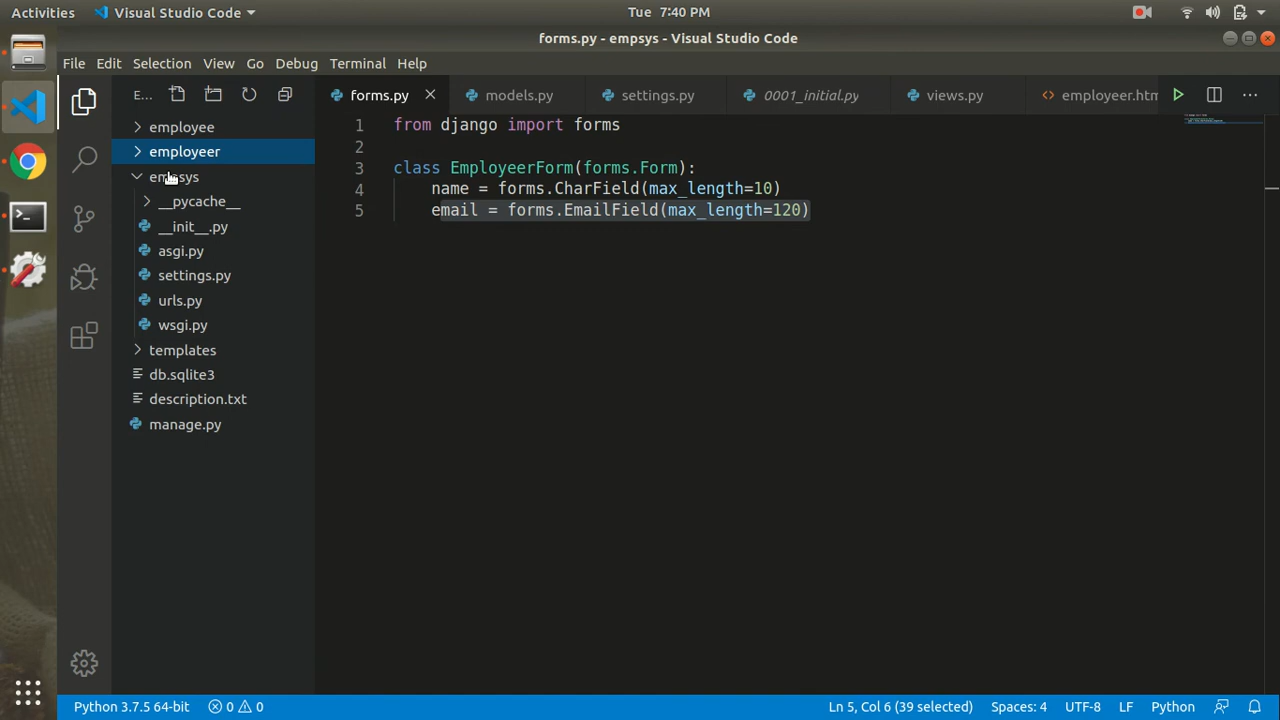 Activities Visual Studio Code Tue 7:40 PM
forms.py - empsys - Visual Studio Code
File Edit Selection View Go Debug Terminal Help
E... forms.py models.py settings.py 0001_initial.py views.py employeer.htm ...
employee
employeer
empsys
__pycache__
__init__.py
asgi.py
settings.py
urls.py
wsgi.py
templates
db.sqlite3
description.txt
manage.py
1 from django import forms
2
3 class EmployeerForm(forms.Form):
4 name = forms.CharField(max_length=10)
5 email = forms.EmailField(max_length=120)
Python 3.7.5 64-bit 0 0 Ln 5, Col 6 (39 selected) Spaces: 4 UTF-8 LF Python